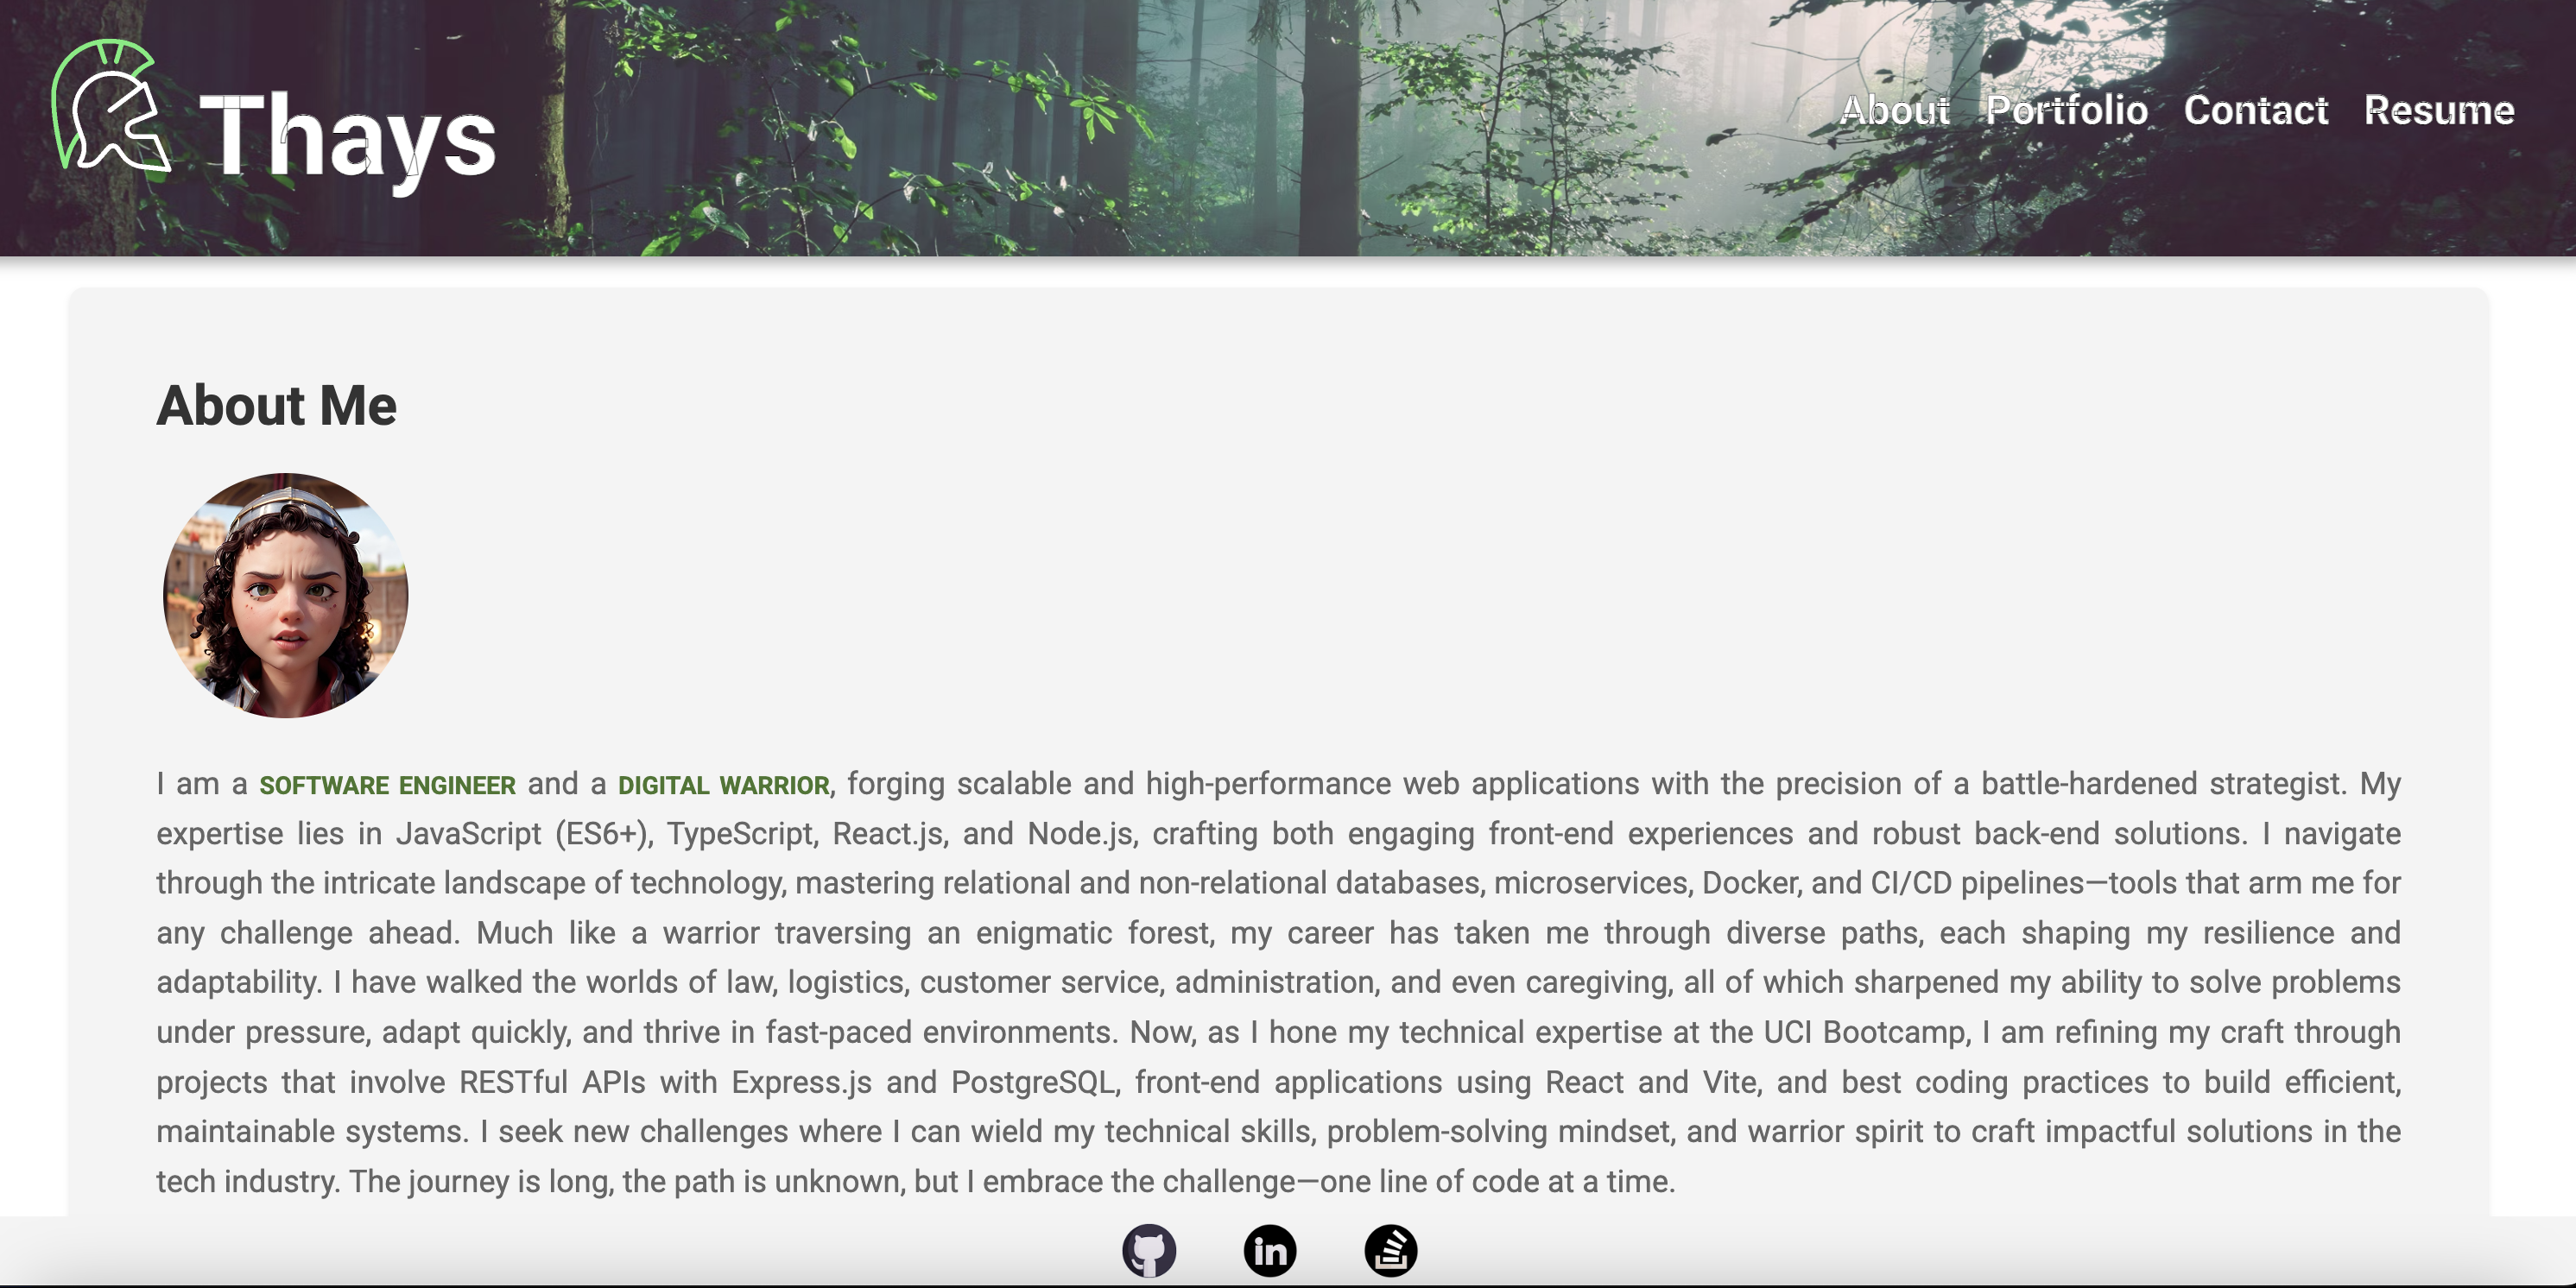 Thays
About Portfolio Contact Resume
About Me
I am a SOFTWARE ENGINEER and a DIGITAL WARRIOR, forging scalable and high-performance web applications with the precision of a battle-hardened strategist. My
expertise lies in JavaScript (ES6+), TypeScript, React.js, and Node.js, crafting both engaging front-end experiences and robust back-end solutions. I navigate
through the intricate landscape of technology, mastering relational and non-relational databases, microservices, Docker, and CI/CD pipelines—tools that arm me for
any challenge ahead. Much like a warrior traversing an enigmatic forest, my career has taken me through diverse paths, each shaping my resilience and
adaptability. I have walked the worlds of law, logistics, customer service, administration, and even caregiving, all of which sharpened my ability to solve problems
under pressure, adapt quickly, and thrive in fast-paced environments. Now, as I hone my technical expertise at the UCI Bootcamp, I am refining my craft through
projects that involve RESTful APIs with Express.js and PostgreSQL, front-end applications using React and Vite, and best coding practices to build efficient,
maintainable systems. I seek new challenges where I can wield my technical skills, problem-solving mindset, and warrior spirit to craft impactful solutions in the
tech industry. The journey is long, the path is unknown, but I embrace the challenge—one line of code at a time.
in